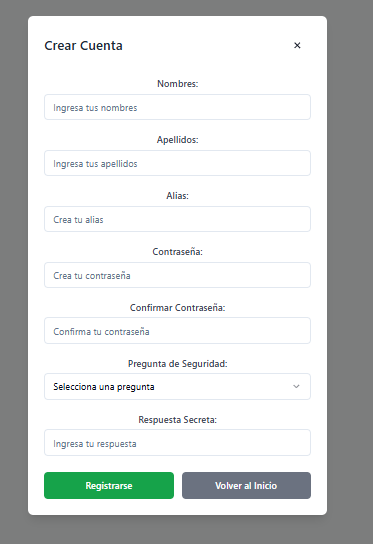 Crear Cuenta
Nombres:
Ingresa tus nombres
Apellidos:
Ingresa tus apellidos
Alias:
Crea tu alias
Contraseña:
Crea tu contraseña
Confirmar Contraseña:
Confirma tu contraseña
Pregunta de Seguridad:
Selecciona una pregunta
Respuesta Secreta:
Ingresa tu respuesta
Registrarse Volver al Inicio